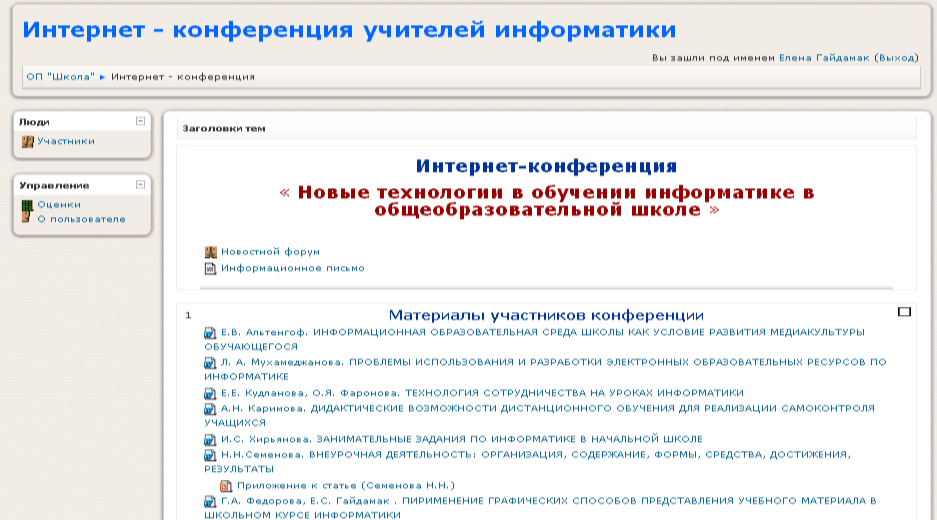 Интернет - конференция учителей информатики
Вы зашли под именем Елена Гайдамак (Выход)
ОП "Школа" ► Интернет - конференция
Люди
Участники
Управление
Оценки
О пользователе
Заголовки тем
Интернет-конференция
« Новые технологии в обучении информатике в
общеобразовательной школе »
Новостной форум
Информационное письмо
1
Материалы участников конференции
Е.В. Альтенгоф. ИНФОРМАЦИОННАЯ ОБРАЗОВАТЕЛЬНАЯ СРЕДА ШКОЛЫ КАК УСЛОВИЕ РАЗВИТИЯ МЕДИАКУЛЬТУРЫ
ОБУЧАЮЩЕГОСЯ
Л. А. Мухамеджанова. ПРОБЛЕМЫ ИСПОЛЬЗОВАНИЯ И РАЗРАБОТКИ ЭЛЕКТРОННЫХ ОБРАЗОВАТЕЛЬНЫХ РЕСУРСОВ ПО
ИНФОРМАТИКЕ
Е.Е. Кудланова, О.Я. Фаронова. ТЕХНОЛОГИЯ СОТРУДНИЧЕСТВА НА УРОКАХ ИНФОРМАТИКИ
А.Н. Каримова. ДИДАКТИЧЕСКИЕ ВОЗМОЖНОСТИ ДИСТАНЦИОННОГО ОБУЧЕНИЯ ДЛЯ РЕАЛИЗАЦИИ САМОКОНТРОЛЯ
УЧАЩИХСЯ
И.С. Хирьянова. ЗАНИМАТЕЛЬНЫЕ ЗАДАНИЯ ПО ИНФОРМАТИКЕ В НАЧАЛЬНОЙ ШКОЛЕ
Н.Н.Семенова. ВНЕУРОЧНАЯ ДЕЯТЕЛЬНОСТЬ: ОРГАНИЗАЦИЯ, СОДЕРЖАНИЕ, ФОРМЫ, СРЕДСТВА, ДОСТИЖЕНИЯ,
РЕЗУЛЬТАТЫ
Приложение к статье (Семенова Н.Н.)
Г.А. Федорова, Е.С. Гайдамак . ПИРИМЕНЕНИЕ ГРАФИЧЕСКИХ СПОСОБОВ ПРЕДСТАВЛЕНИЯ УЧЕБНОГО МАТЕРИАЛА В
ШКОЛЬНОМ КУРСЕ ИНФОРМАТИКИ